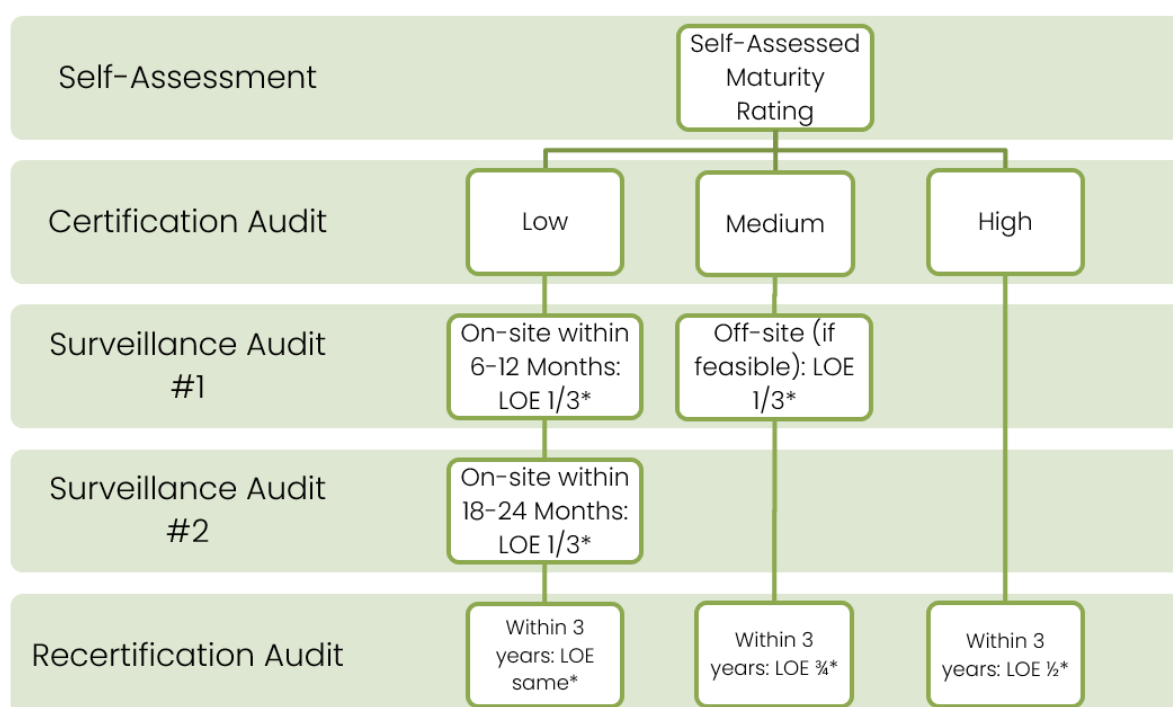 Self-Assessment
Self-Assessed
Maturity
Rating
Certification Audit
Low
Medium
High
Surveillance Audit
#1
On-site within
6-12 Months:
LOE 1/3*
Off-site (if
feasible): LOE
1/3*
Surveillance Audit
#2
On-site within
18-24 Months:
LOE 1/3*
Recertification Audit
Within 3
years: LOE
same*
Within 3
years: LOE ¾*
Within 3
years: LOE ½*